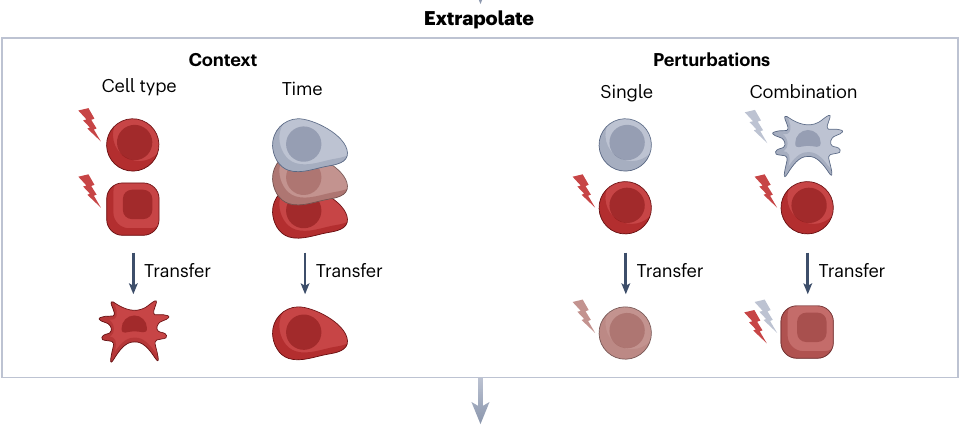 Extrapolate
Context
Perturbations
Cell type
Time
Single
Combination
Transfer
Transfer
Transfer
Transfer